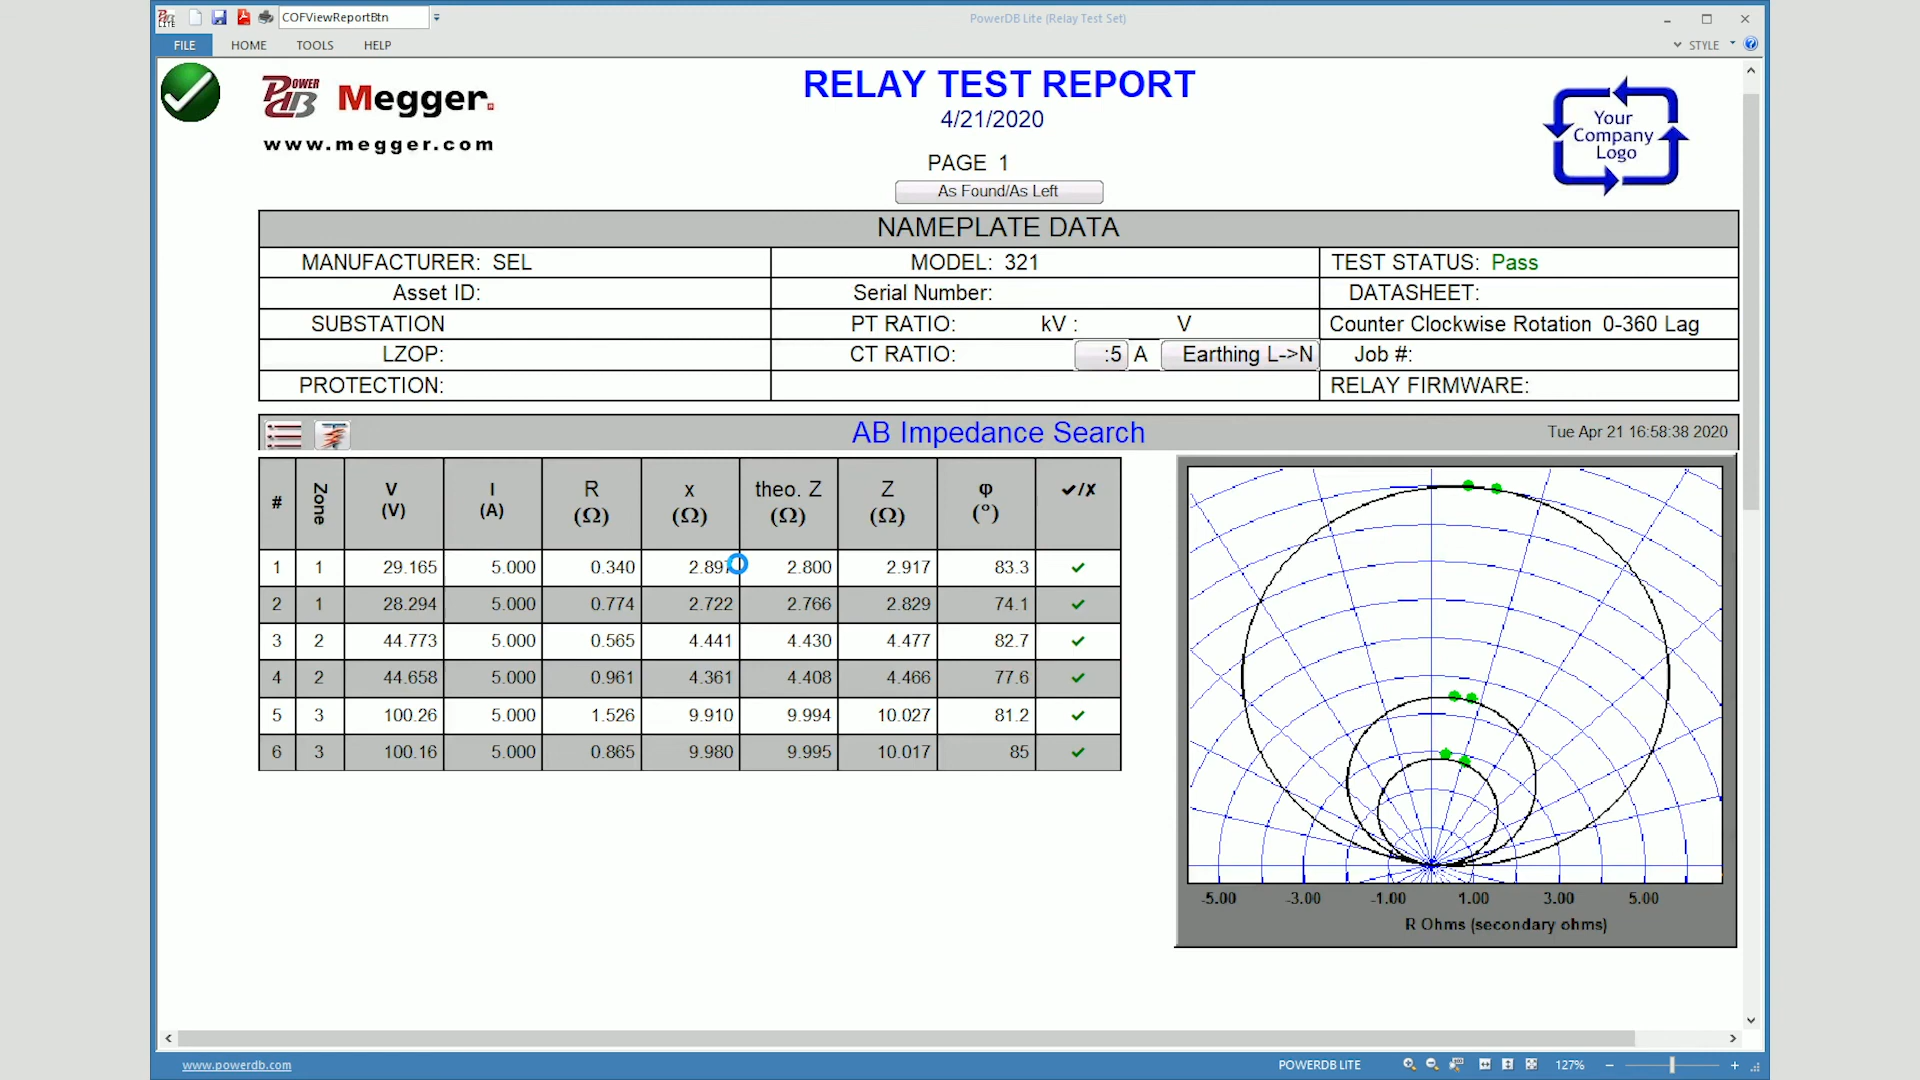 COFViewReportBtn
PowerDB Lite (Relay Test Set)
FILE HOME TOOLS HELP STYLE
POWER DB Megger.
www.megger.com
RELAY TEST REPORT
4/21/2020
PAGE 1
As Found/As Left
Your Company Logo
NAMEPLATE DATA
MANUFACTURER: SEL MODEL: 321 TEST STATUS: Pass
Asset ID: Serial Number: DATASHEET:
SUBSTATION PT RATIO: kV : V Counter Clockwise Rotation 0-360 Lag
LZOP: CT RATIO: :5 A Earthing L->N Job #:
PROTECTION: RELAY FIRMWARE:
AB Impedance Search Tue Apr 21 16:58:38 2020
# Zone V (V) I (A) R (Ω) x (Ω) theo. Z (Ω) Z (Ω) φ (°) ✓/✗
1 1 29.165 5.000 0.340 2.897 2.800 2.917 83.3 ✓
2 1 28.294 5.000 0.774 2.722 2.766 2.829 74.1 ✓
3 2 44.773 5.000 0.565 4.441 4.430 4.477 82.7 ✓
4 2 44.658 5.000 0.961 4.361 4.408 4.466 77.6 ✓
5 3 100.26 5.000 1.526 9.910 9.994 10.027 81.2 ✓
6 3 100.16 5.000 0.865 9.980 9.995 10.017 85 ✓
-5.00 -3.00 -1.00 1.00 3.00 5.00
R Ohms (secondary ohms)
www.powerdb.com POWERDB LITE 127%